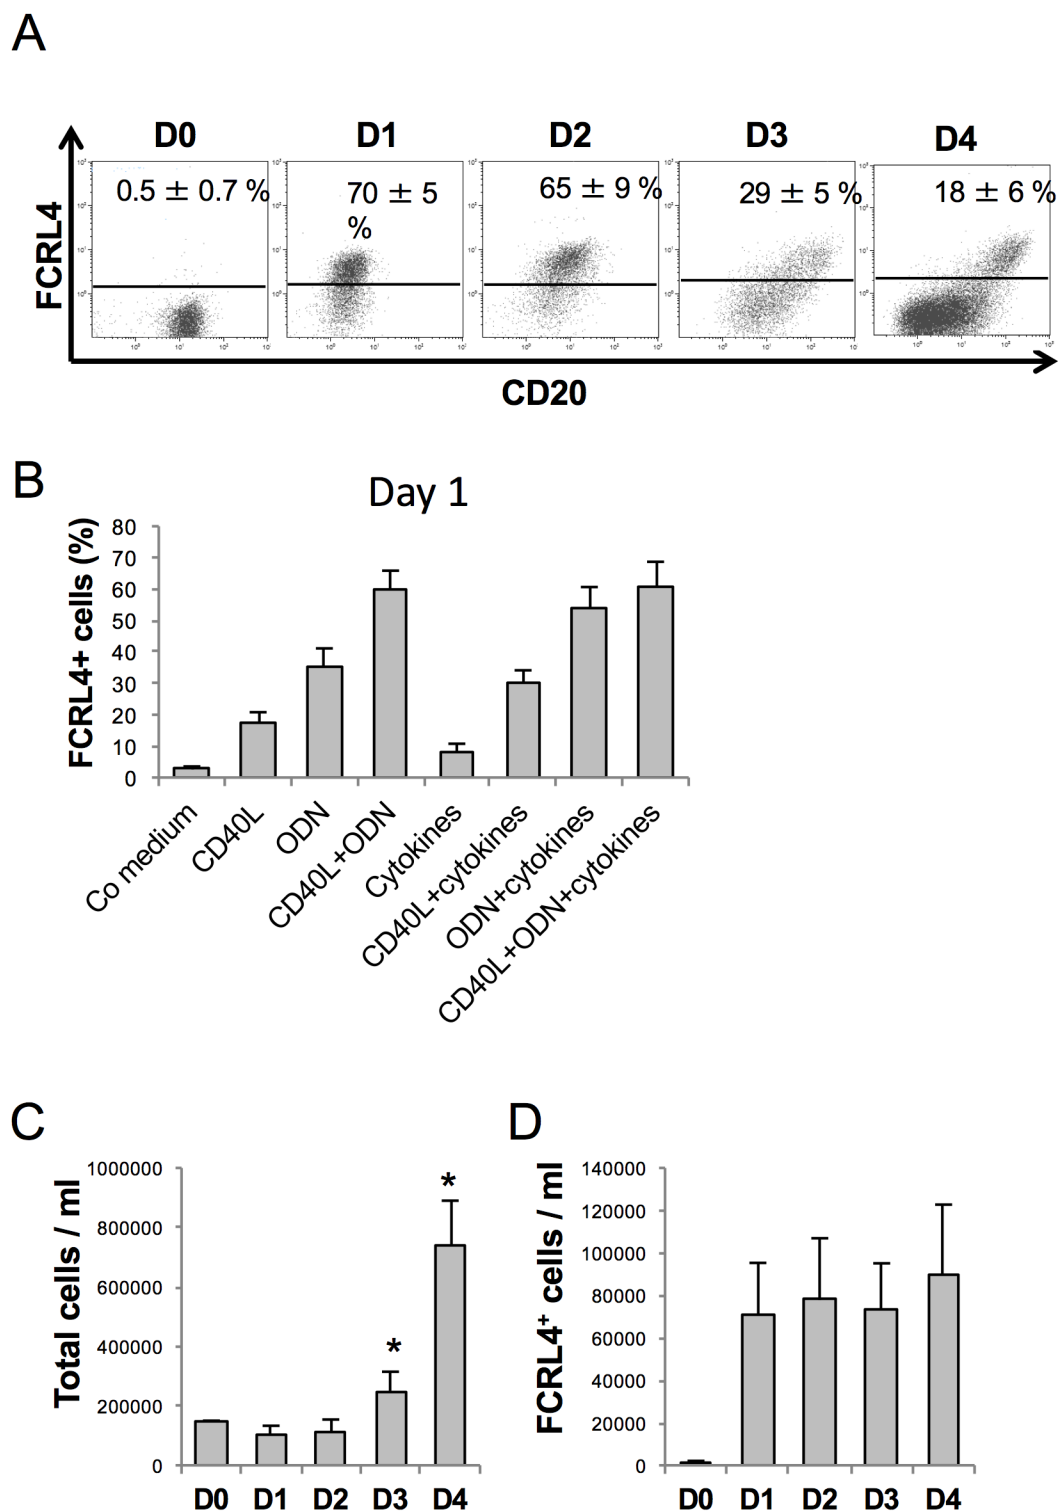 A
D0
D1
D2
D3
D4
0.5 ± 0.7 %
70 ± 5
%
65 ± 9 %
29 ± 5 %
18 ± 6 %
FCRL4
CD20
B
Day 1
FCRL4+ cells (%)
80
70
60
50
40
30
20
10
0
Co medium
CD40L
ODN
CD40L+ODN
Cytokines
CD40L+cytokines
ODN+cytokines
CD40L+ODN+cytokines
C
Total cells / ml
1000000
800000
600000
400000
200000
0
*
*
D0
D1
D2
D3
D4
D
FCRL4⁺ cells / ml
140000
120000
100000
80000
60000
40000
20000
0
D0
D1
D2
D3
D4